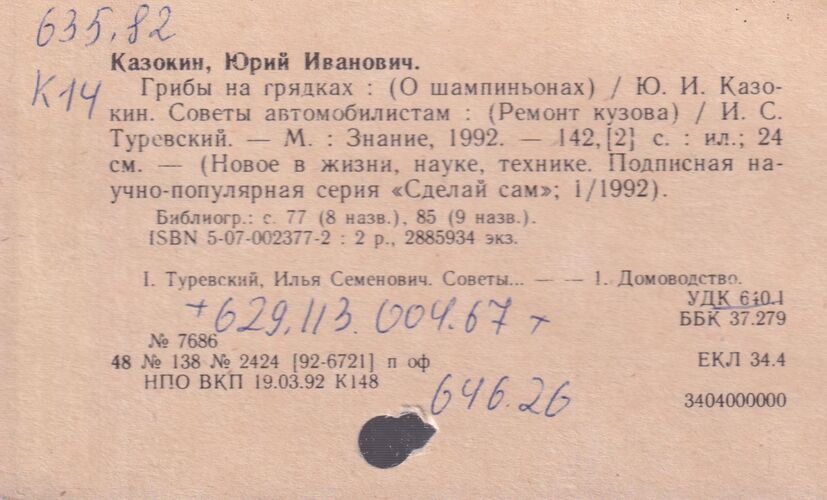 635.82
К14
Казокин, Юрий Иванович.
Грибы на грядках : (О шампиньонах) / Ю. И. Казо-
кин. Советы автомобилистам : (Ремонт кузова) / И. С.
Туревский. — М. : Знание, 1992. — 142,[2] с. : ил.; 24
см. — (Новое в жизни, науке, технике. Подписная на-
учно-популярная серия «Сделай сам»; 1/1992).
Библиогр.: с. 77 (8 назв.), 85 (9 назв.).
ISBN 5-07-002377-2 : 2 р., 2885934 экз.
I. Туревский, Илья Семенович. Советы... — — 1. Домоводство.
УДК 640.1
+629.113.004.67+
ББК 37.279
№ 7686
48 № 138 № 2424 [92-6721] п оф
ЕКЛ 34.4
НПО ВКП 19.03.92 К148
646.26
3404000000